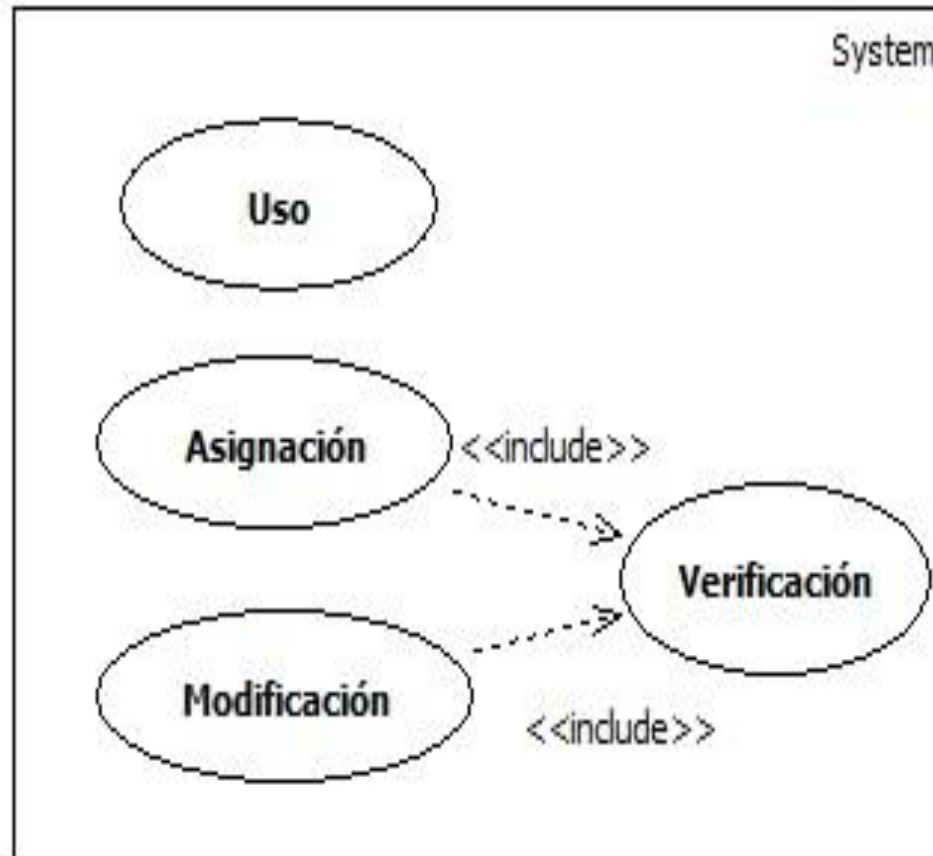 System
Uso
Asignación
<<include>>
Verificación
Modificación
<<include>>